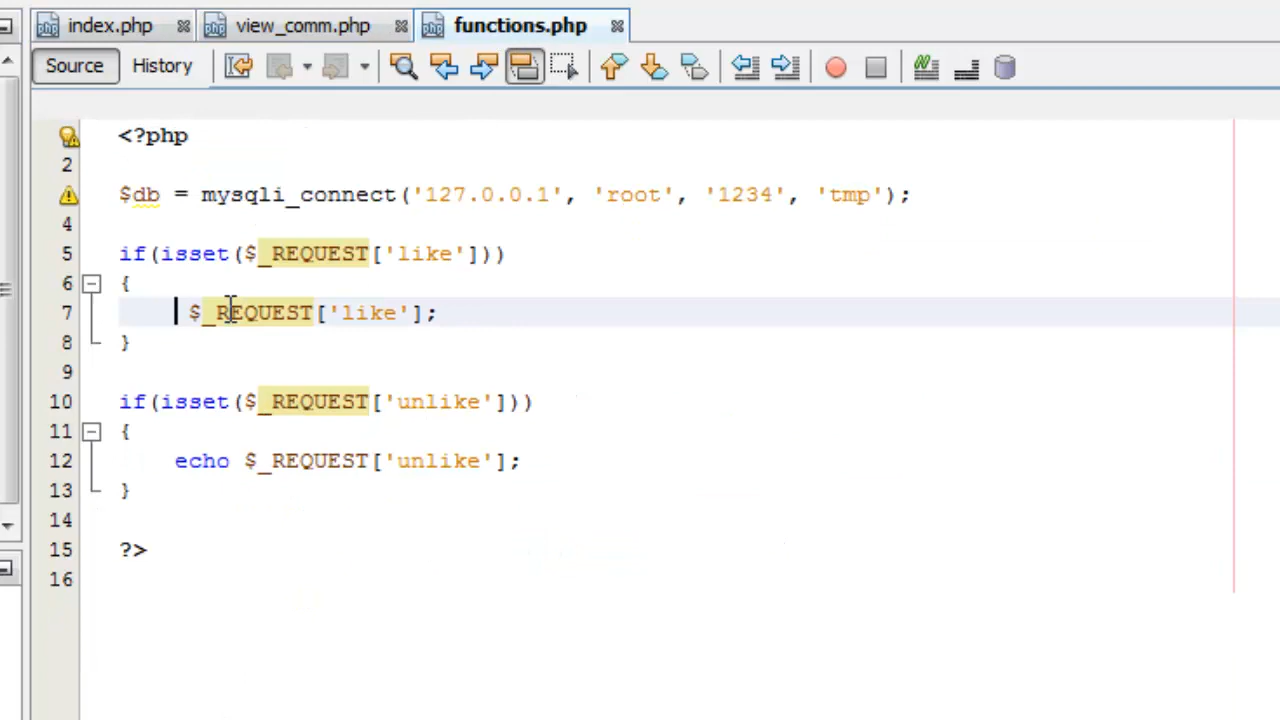 index.php view_comm.php functions.php
Source History
<?php
2
$db = mysqli_connect('127.0.0.1', 'root', '1234', 'tmp');
4
5 if(isset($_REQUEST['like']))
6 {
7 $_REQUEST['like'];
8 }
9
10 if(isset($_REQUEST['unlike']))
11 {
12 echo $_REQUEST['unlike'];
13 }
14
15 ?>
16